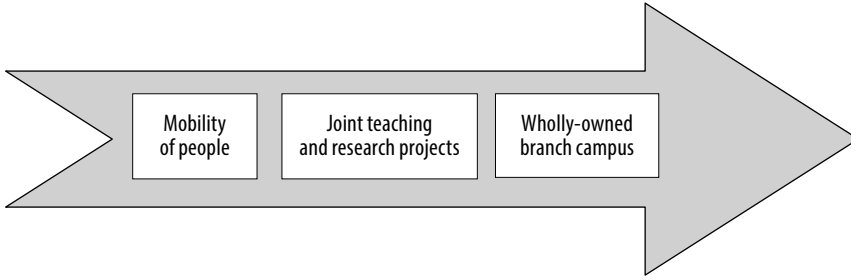 Mobility
of people
Joint teaching
and research projects
Wholly-owned
branch campus